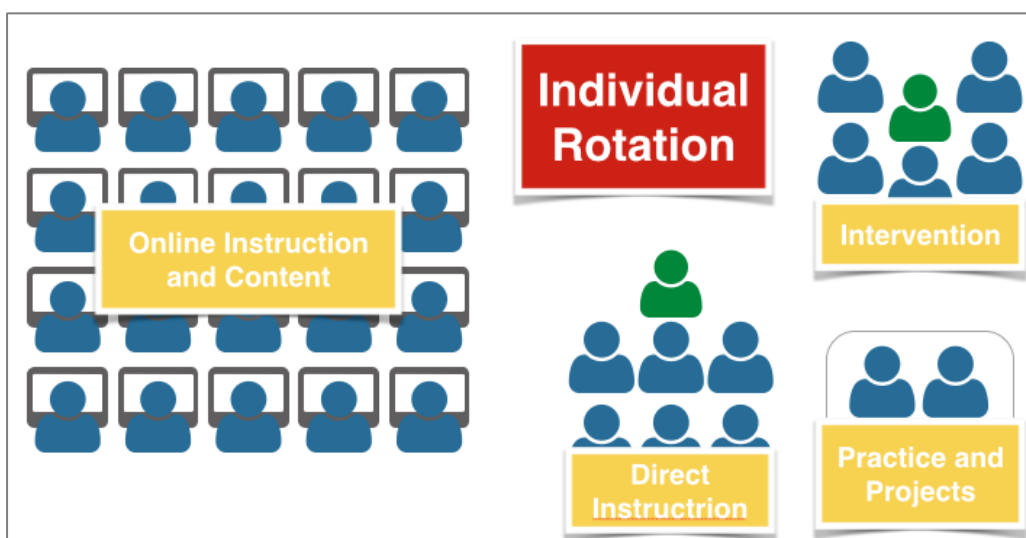 Individual
Rotation
Online Instruction
and Content
Intervention
Direct
Instructrion
Practice and
Projects